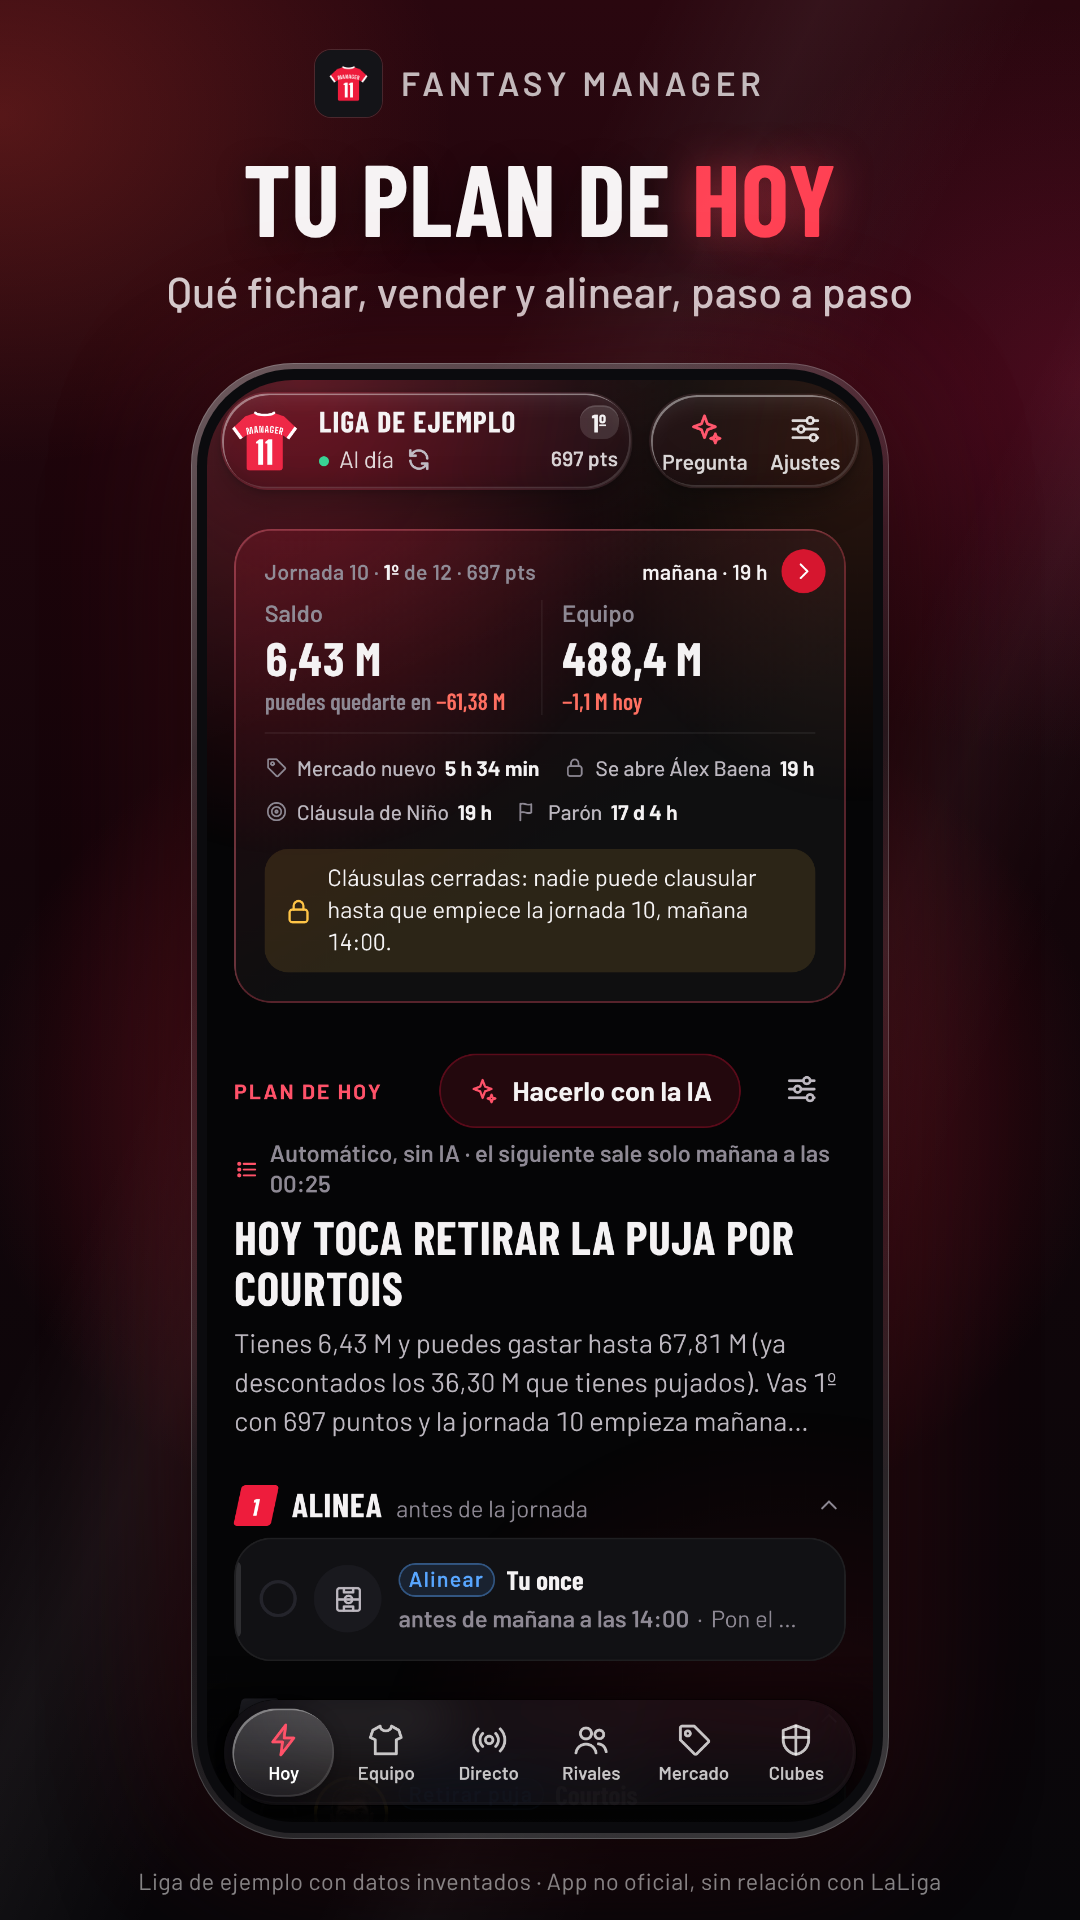 MANAGER
11
FANTASY MANAGER
TU PLAN DE HOY
Qué fichar, vender y alinear, paso a paso
MANAGER
11
LIGA DE EJEMPLO
1º
Al día
697 pts
Pregunta
Ajustes
Jornada 10 · 1º de 12 · 697 pts
mañana · 19 h
Saldo
Equipo
6,43 M
488,4 M
puedes quedarte en −61,38 M
−1,1 M hoy
Mercado nuevo 5 h 34 min
Se abre Álex Baena 19 h
Cláusula de Niño 19 h
Parón 17 d 4 h
Cláusulas cerradas: nadie puede clausular
hasta que empiece la jornada 10, mañana
14:00.
PLAN DE HOY
Hacerlo con la IA
Automático, sin IA · el siguiente sale solo mañana a las
00:25
HOY TOCA RETIRAR LA PUJA POR
COURTOIS
Tienes 6,43 M y puedes gastar hasta 67,81 M (ya
descontados los 36,30 M que tienes pujados). Vas 1º
con 697 puntos y la jornada 10 empieza mañana...
1 ALINEA antes de la jornada
Alinear Tu once
antes de mañana a las 14:00 · Pon el ...
Hoy
Equipo
Directo
Rivales
Mercado
Clubes
Retirar puja Courtois
Liga de ejemplo con datos inventados · App no oficial, sin relación con LaLiga